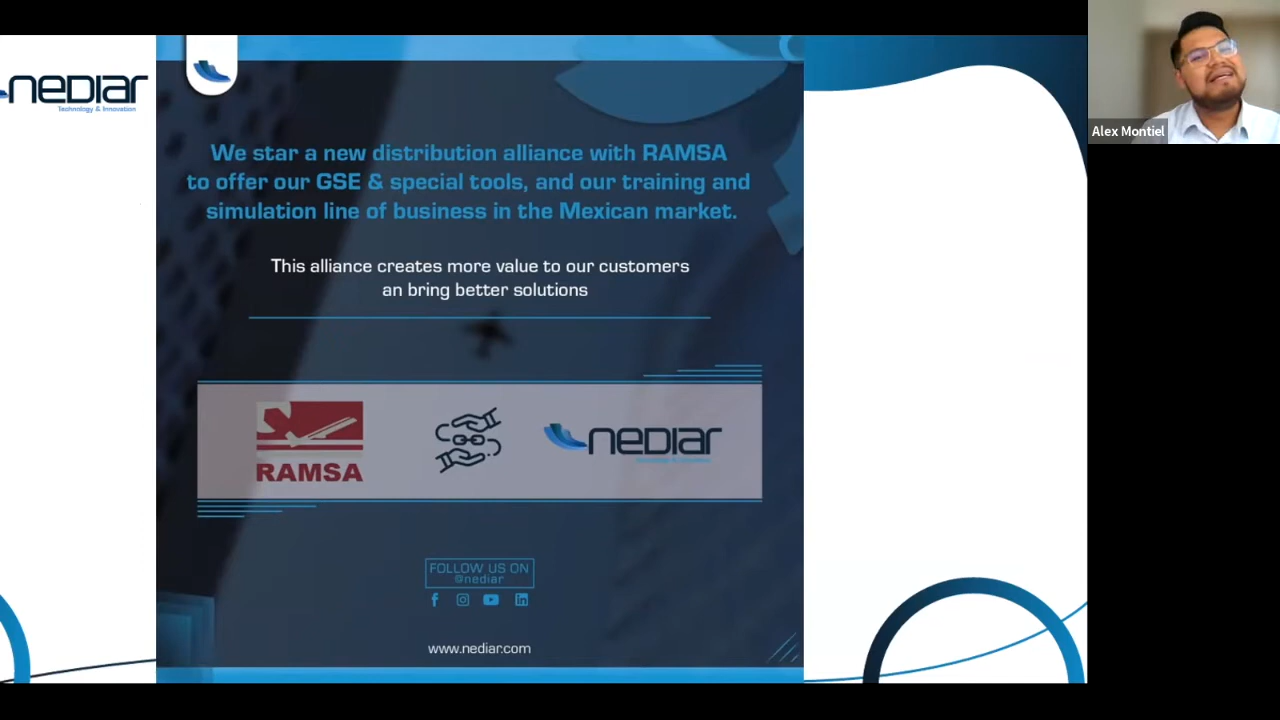 nediar
Technology & Innovation
We star a new distribution alliance with RAMSA
to offer our GSE & special tools, and our training and
simulation line of business in the Mexican market.
This alliance creates more value to our customers
an bring better solutions
RAMSA
nediar
FOLLOW US ON
@nediar
www.nediar.com
Alex Montiel